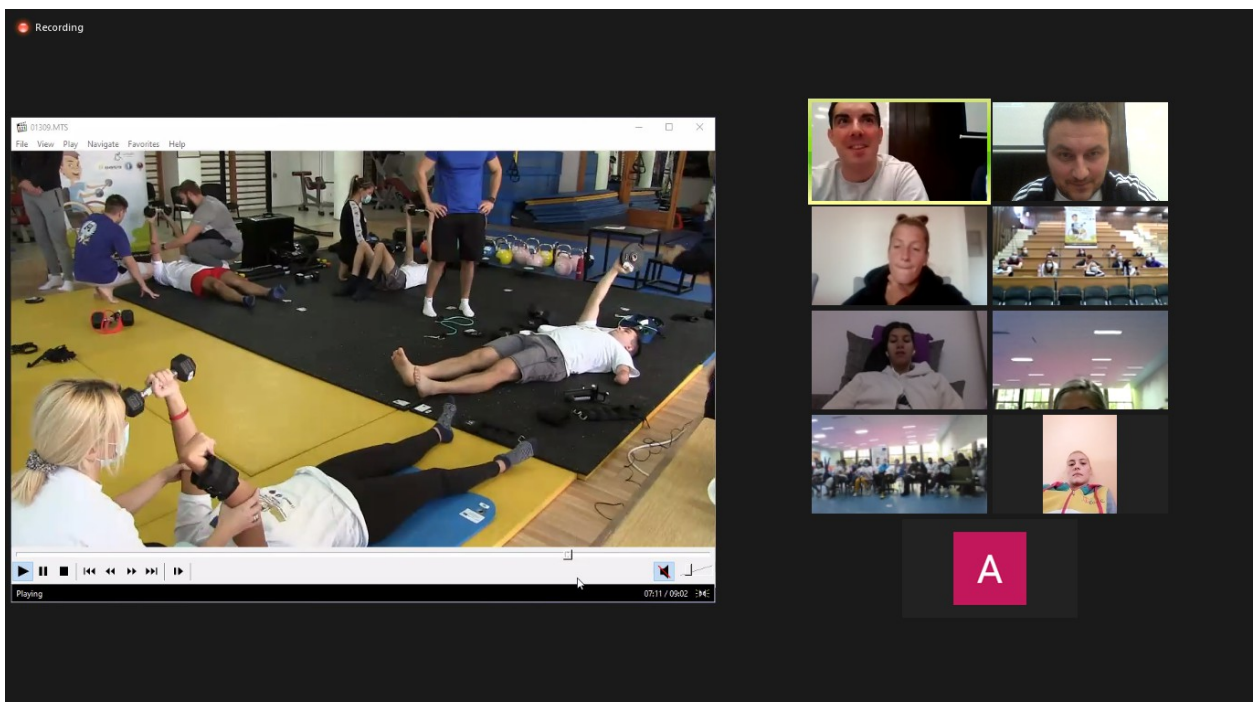 Recording
01309.MTS
File View Play Navigate Favorites Help
Playing
07:11 / 09:02
A